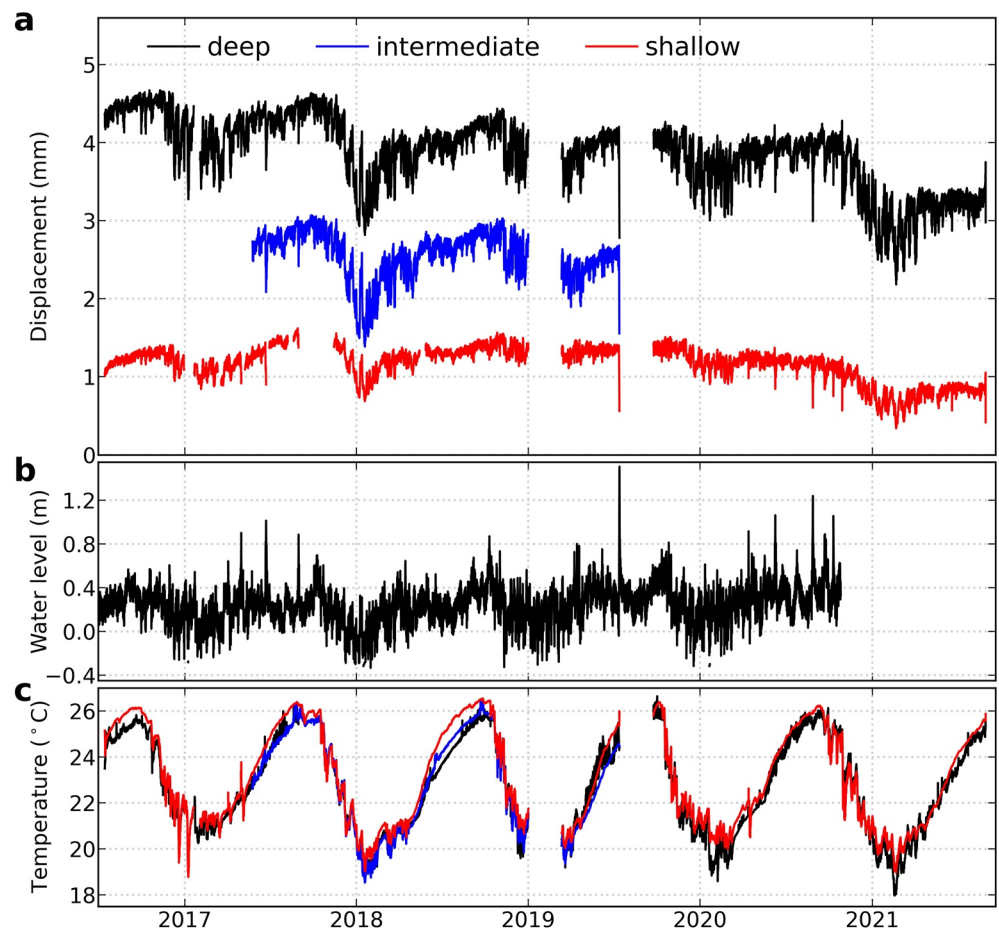 a
deep intermediate shallow
Displacement (mm)
5
4
3
2
1
0
b
Water level (m)
1.2
0.8
0.4
0.0
−0.4
c
Temperature (°C)
26
24
22
20
18
2017 2018 2019 2020 2021